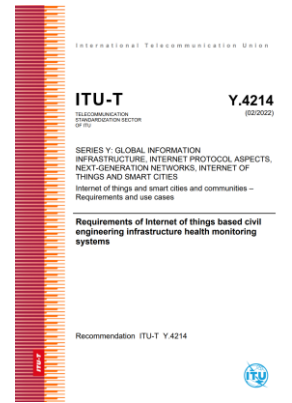 International Telecommunication Union
ITU-T
Y.4214
TELECOMMUNICATION
(02/2022)
STANDARDIZATION SECTOR
OF ITU
SERIES Y: GLOBAL INFORMATION
INFRASTRUCTURE, INTERNET PROTOCOL ASPECTS,
NEXT-GENERATION NETWORKS, INTERNET OF
THINGS AND SMART CITIES
Internet of things and smart cities and communities –
Requirements and use cases
Requirements of Internet of things based civil
engineering infrastructure health monitoring
systems
Recommendation ITU-T Y.4214
ITU-T
ITU